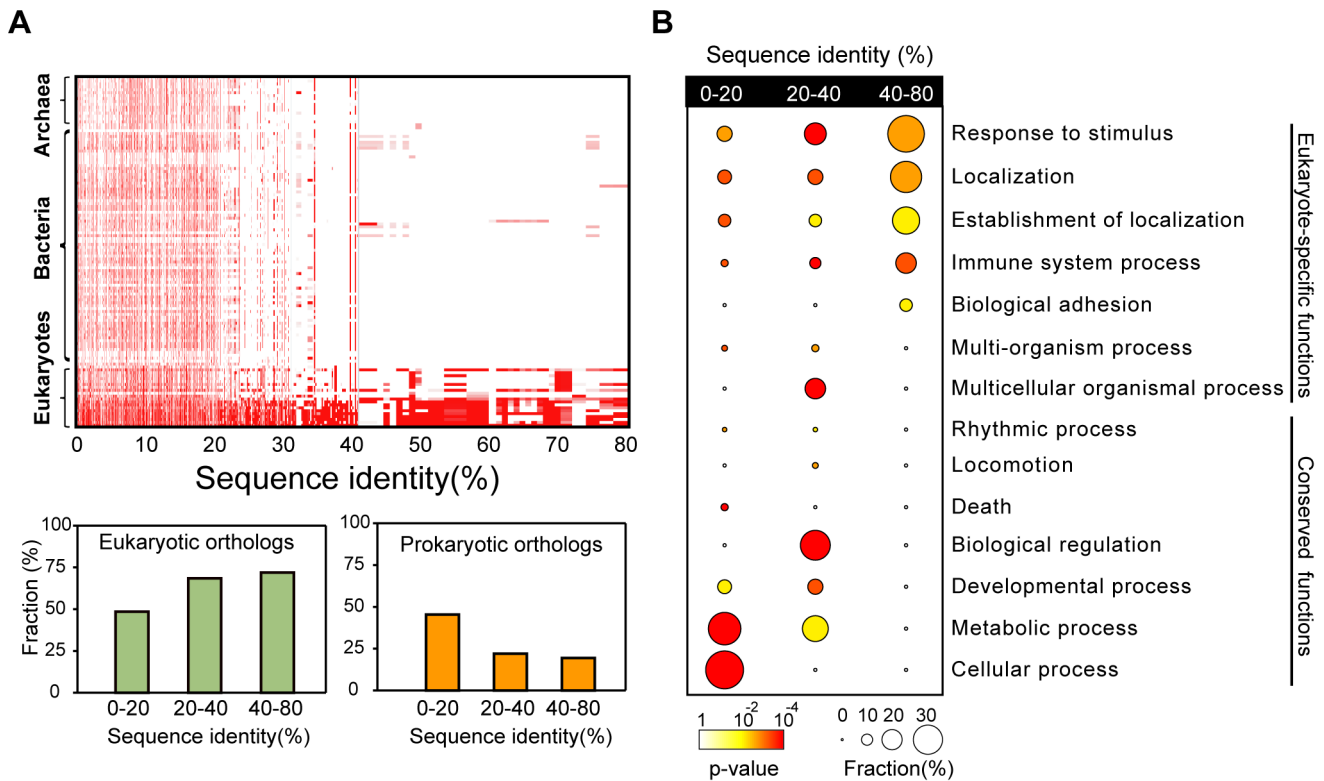 A
Archaea
Bacteria
Eukaryotes
0 10 20 30 40 50 60 70 80
Sequence identity(%)
Fraction (%)
100
75
50
25
0
Eukaryotic orthologs
0-20 20-40 40-80
Sequence identity(%)
100
75
50
25
0
Prokaryotic orthologs
0-20 20-40 40-80
Sequence identity(%)
B
Sequence identity (%)
0-20 20-40 40-80
Response to stimulus
Localization
Establishment of localization
Immune system process
Biological adhesion
Multi-organism process
Multicellular organismal process
Rhythmic process
Locomotion
Death
Biological regulation
Developmental process
Metabolic process
Cellular process
Eukaryote-specific functions
Conserved functions
1 10-2 10-4
p-value
0 10 20 30
Fraction(%)